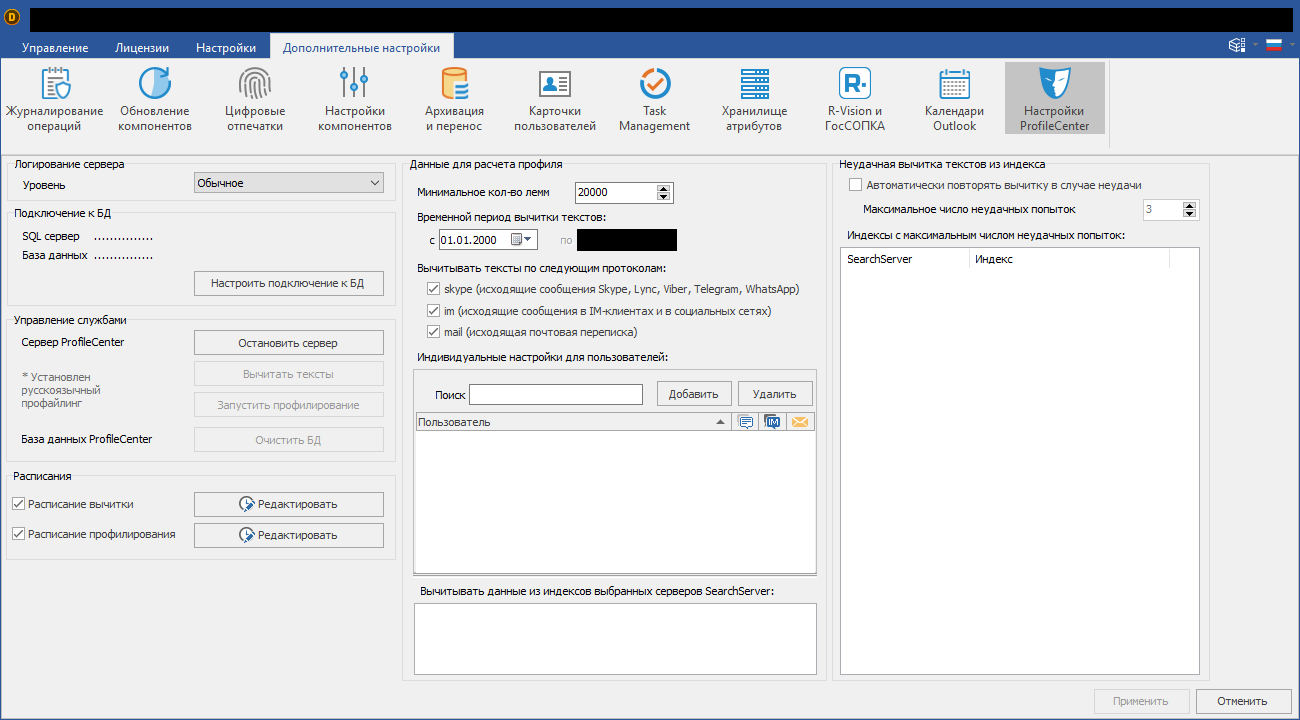 D
Управление Лицензии Настройки Дополнительные настройки
Журналирование операций
Обновление компонентов
Цифровые отпечатки
Настройки компонентов
Архивация и перенос
Карточки пользователей
Task Management
Хранилище атрибутов
R-Vision и ГосСОПКА
Календари Outlook
Настройки ProfileCenter
Логирование сервера
Уровень Обычное
Подключение к БД
SQL сервер ...............
База данных ...............
Настроить подключение к БД
Управление службами
Сервер ProfileCenter Остановить сервер
* Установлен
русскоязычный
профайлинг
Вычитать тексты
Запустить профилирование
База данных ProfileCenter Очистить БД
Расписания
Расписание вычитки Редактировать
Расписание профилирования Редактировать
Данные для расчета профиля
Минимальное кол-во лемм 20000
Временной период вычитки текстов:
с 01.01.2000 по
Вычитывать тексты по следующим протоколам:
skype (исходящие сообщения Skype, Lync, Viber, Telegram, WhatsApp)
im (исходящие сообщения в IM-клиентах и в социальных сетях)
mail (исходящая почтовая переписка)
Индивидуальные настройки для пользователей:
Поиск Добавить Удалить
Пользователь IM
Вычитывать данные из индексов выбранных серверов SearchServer:
Неудачная вычитка текстов из индекса
Автоматически повторять вычитку в случае неудачи
Максимальное число неудачных попыток 3
Индексы с максимальным числом неудачных попыток:
SearchServer Индекс
Применить Отменить